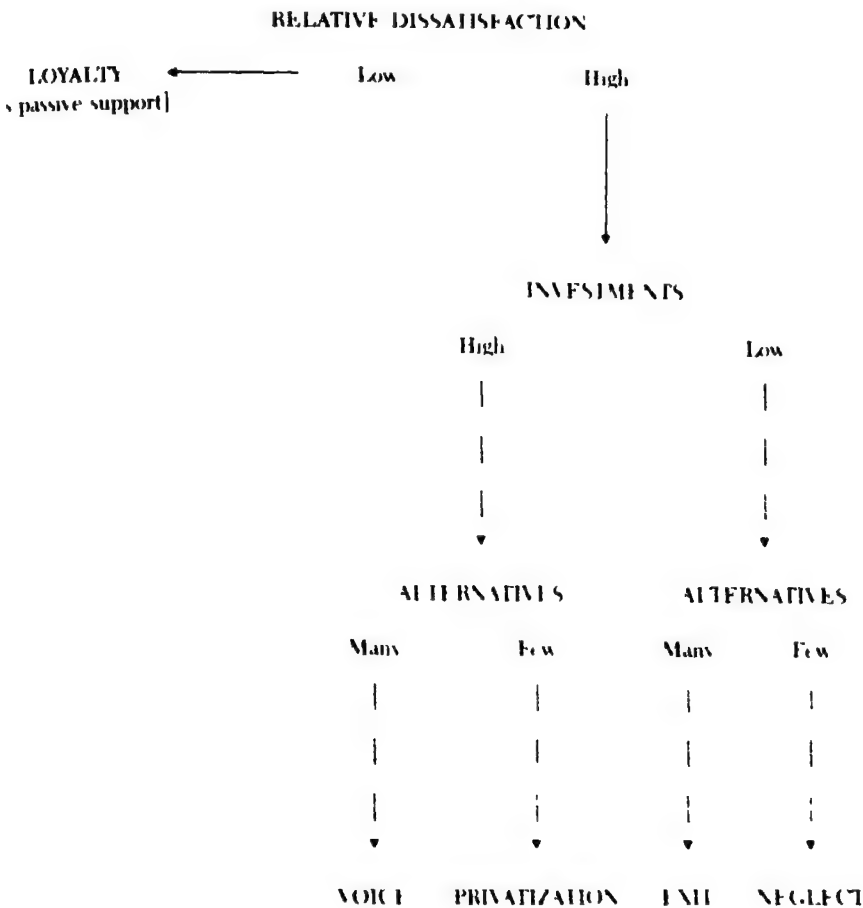 RELATIVE DISSATISFACTION
LOYALTY Low High
s passive support]
INVESTMENTS
High Low
ALTERNATIVES ALTERNATIVES
Many Few Many Few
VOICE PRIVATIZATION EXIT NEGLECT